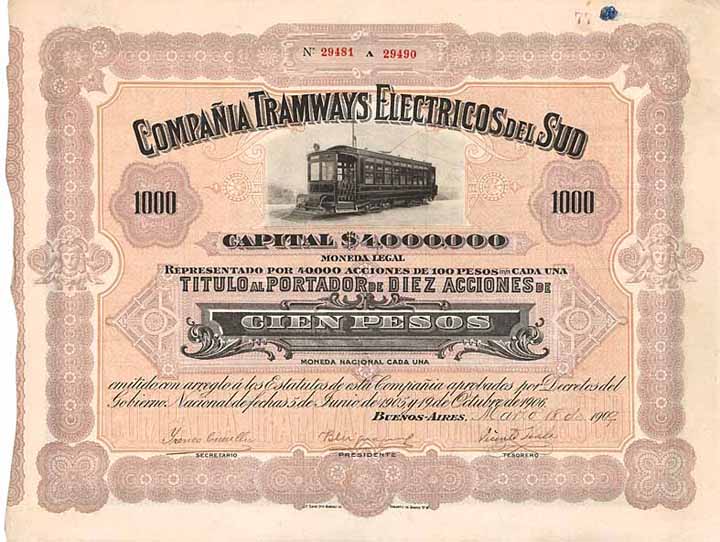 77
Nº 29481 A 29490
COMPAÑIA TRAMWAYS ELECTRICOS DEL SUD
1000 1000
CAPITAL $4.000.000
MONEDA LEGAL
REPRESENTADO POR 40000 ACCIONES DE 100 PESOS m/n CADA UNA
TITULO AL PORTADOR DE DIEZ ACCIONES DE
CIEN PESOS
MONEDA NACIONAL CADA UNA
emitido con arreglo á los Estatutos de esta Compañia aprobados por Decretos del
Gobierno Nacional de fechas 5 de Junio de 1905 y 19 de Octubre de 1906.
BUENOS-AIRES, de 190
SECRETARIO PRESIDENTE TESORERO